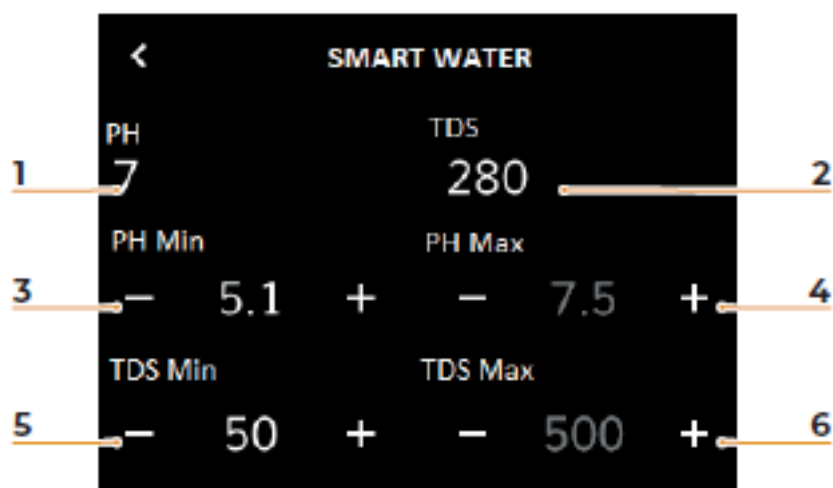 < SMART WATER
PH TDS
1 7 280 2
PH Min PH Max
3 − 5.1 + − 7.5 + 4
TDS Min TDS Max
5 − 50 + − 500 + 6